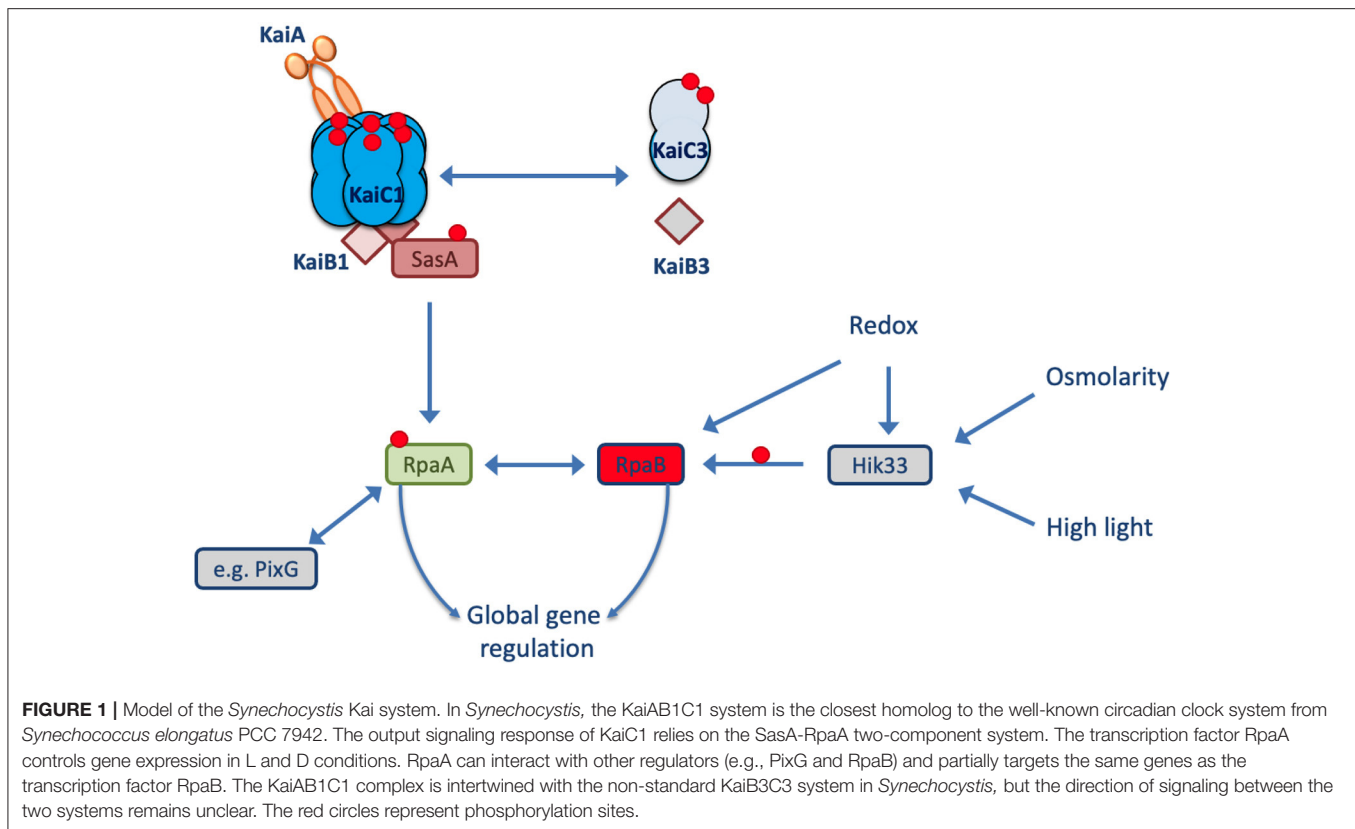 KaiA
KaiC1
KaiC3
KaiB1
SasA
KaiB3
Redox
Osmolarity
RpaA
RpaB
Hik33
High light
e.g. PixG
Global gene
regulation
FIGURE 1 | Model of the Synechocystis Kai system. In Synechocystis, the KaiAB1C1 system is the closest homolog to the well-known circadian clock system from
Synechococcus elongatus PCC 7942. The output signaling response of KaiC1 relies on the SasA-RpaA two-component system. The transcription factor RpaA
controls gene expression in L and D conditions. RpaA can interact with other regulators (e.g., PixG and RpaB) and partially targets the same genes as the
transcription factor RpaB. The KaiAB1C1 complex is intertwined with the non-standard KaiB3C3 system in Synechocystis, but the direction of signaling between the
two systems remains unclear. The red circles represent phosphorylation sites.